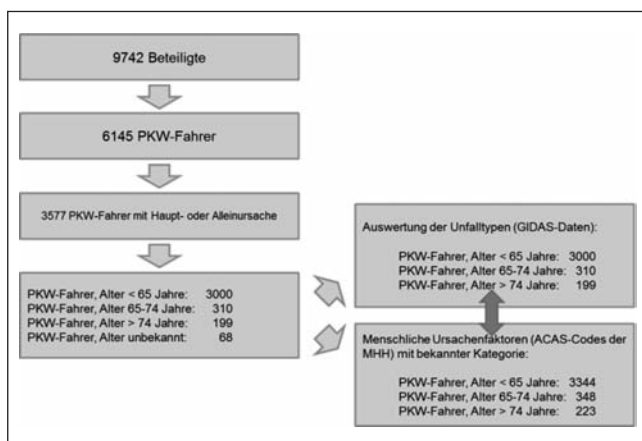 9742 Beteiligte
6145 PKW-Fahrer
3577 PKW-Fahrer mit Haupt- oder Alleinursache
PKW-Fahrer, Alter < 65 Jahre: 3000
PKW-Fahrer, Alter 65-74 Jahre: 310
PKW-Fahrer, Alter > 74 Jahre: 199
PKW-Fahrer, Alter unbekannt: 68
Auswertung der Unfalltypen (GIDAS-Daten):
PKW-Fahrer, Alter < 65 Jahre: 3000
PKW-Fahrer, Alter 65-74 Jahre: 310
PKW-Fahrer, Alter > 74 Jahre: 199
Menschliche Ursachenfaktoren (ACAS-Codes der
MHH) mit bekannter Kategorie:
PKW-Fahrer, Alter < 65 Jahre: 3344
PKW-Fahrer, Alter 65-74 Jahre: 348
PKW-Fahrer, Alter > 74 Jahre: 223